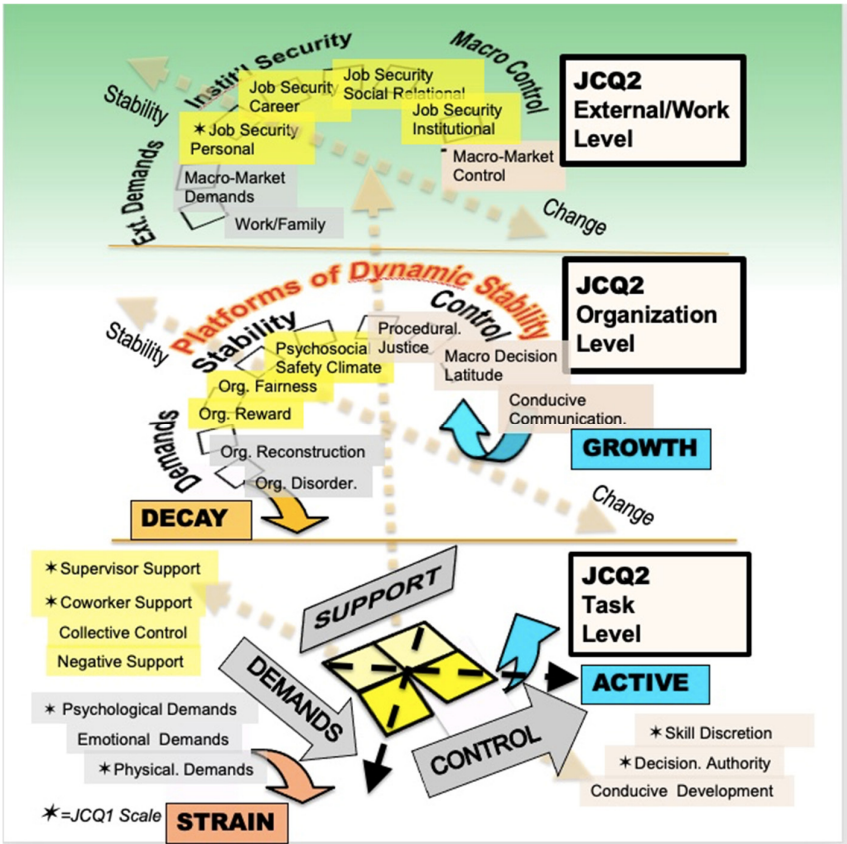 Instit'l Security
Macro Control
Stability
Ext. Demands
Job Security
Career
Job Security
Social Relational
Job Security
Institutional
✶Job Security
Personal
Macro-Market
Control
Macro-Market
Demands
Work/Family
Change
JCQ2
External/Work
Level
Platforms of Dynamic Stability
Stability
Stability
Control
Demands
Procedural.
Justice
Psychosocial
Safety Climate
Macro Decision
Latitude
Org. Fairness
Org. Reward
Conducive
Communication.
Org. Reconstruction
Org. Disorder.
GROWTH
DECAY
Change
JCQ2
Organization
Level
✶Supervisor Support
✶Coworker Support
Collective Control
Negative Support
SUPPORT
DEMANDS
CONTROL
JCQ2
Task
Level
ACTIVE
✶ Psychological Demands
Emotional Demands
✶Physical. Demands
✶Skill Discretion
✶Decision. Authority
Conducive Development
✶=JCQ1 Scale
STRAIN